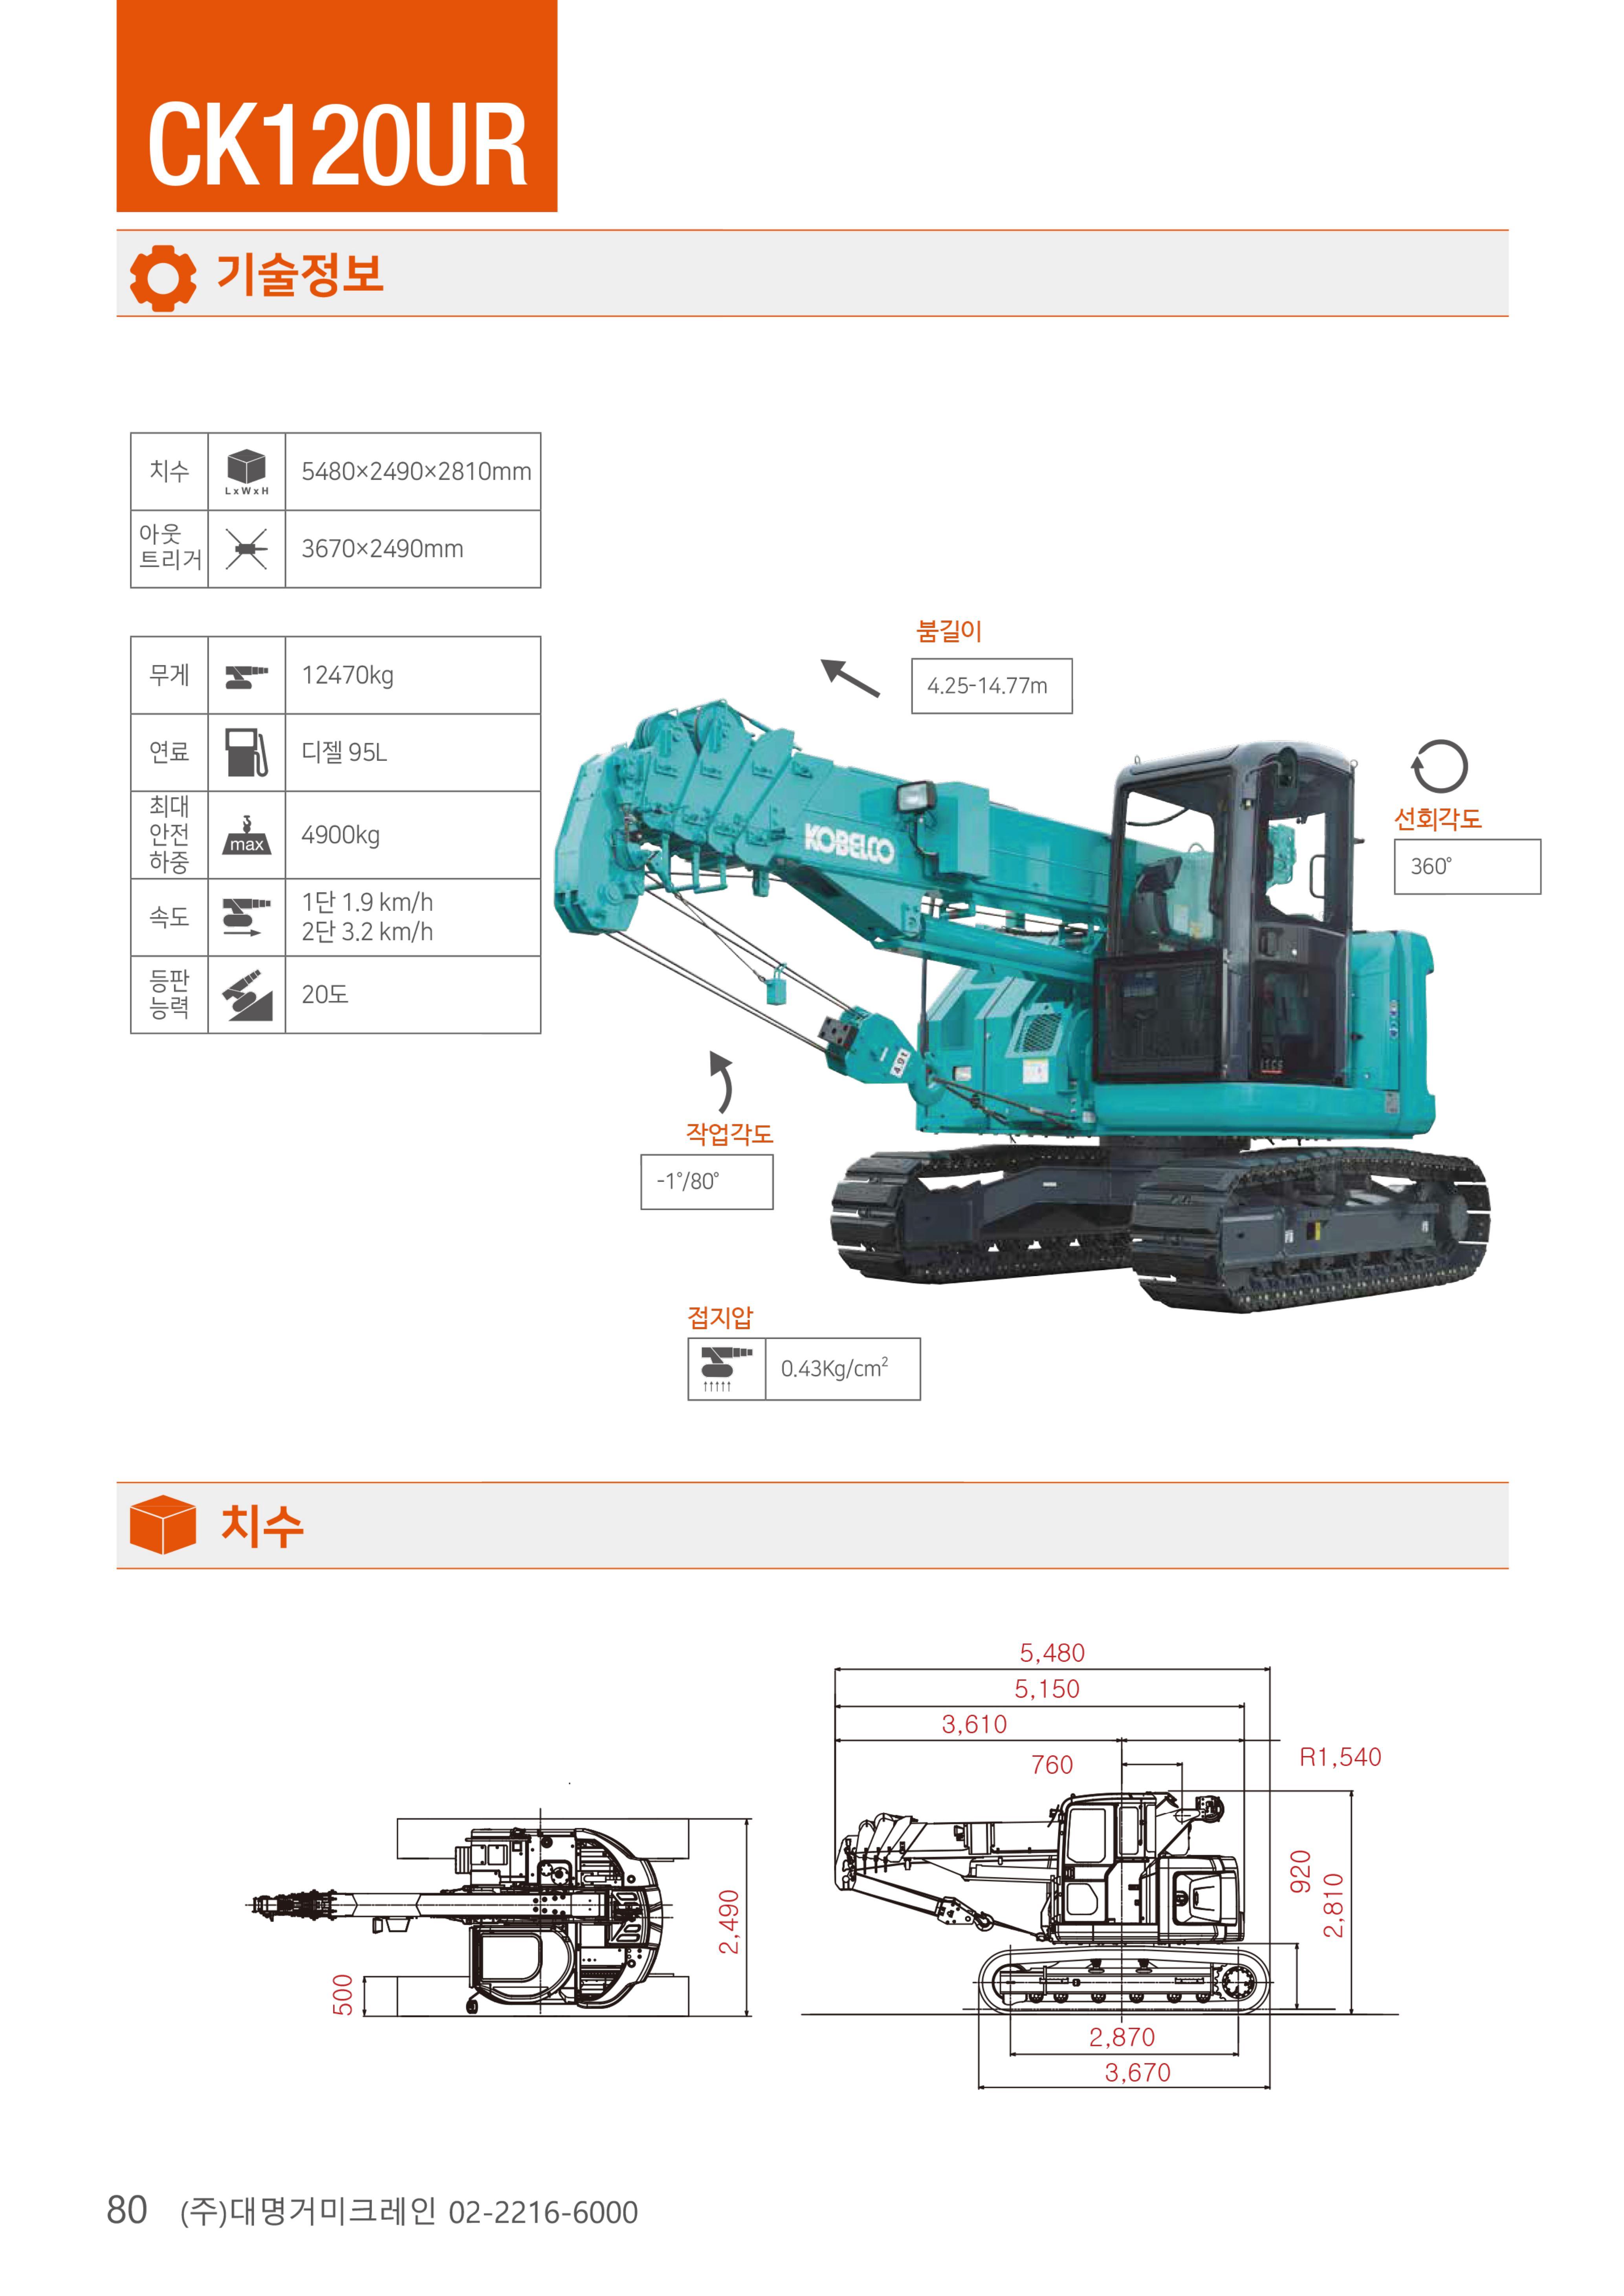 CK120UR
기술정보
치수
LxWxH
5480×2490×2810mm
아웃
트리거
3670×2490mm
무게
12470kg
연료
디젤 95L
최대
안전
하중
max
4900kg
속도
1단 1.9 km/h
2단 3.2 km/h
등판
능력
20도
붐길이
4.25-14.77m
선회각도
360°
KOBELCO
4.9t
작업각도
-1°/80°
접지압
0.43Kg/cm²
치수
5,480
5,150
3,610
760
R1,540
920
2,810
2,490
500
2,870
3,670
80 (주)대명거미크레인 02-2216-6000